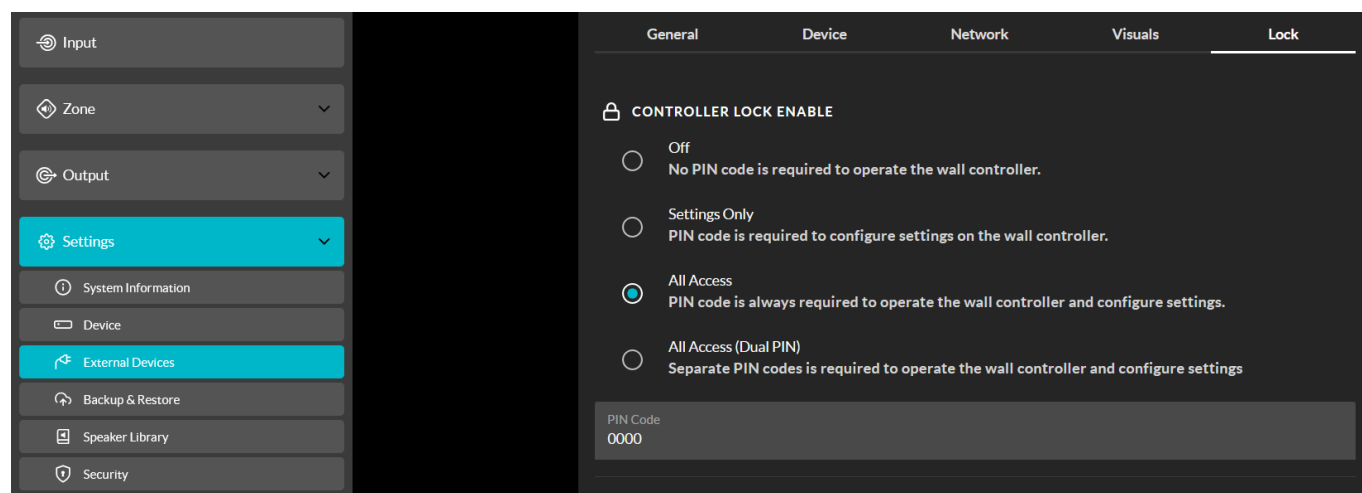 Input
Zone
Output
Settings
System Information
Device
External Devices
Backup & Restore
Speaker Library
Security
General Device Network Visuals Lock
CONTROLLER LOCK ENABLE
Off
No PIN code is required to operate the wall controller.
Settings Only
PIN code is required to configure settings on the wall controller.
All Access
PIN code is always required to operate the wall controller and configure settings.
All Access (Dual PIN)
Separate PIN codes is required to operate the wall controller and configure settings
PIN Code
0000